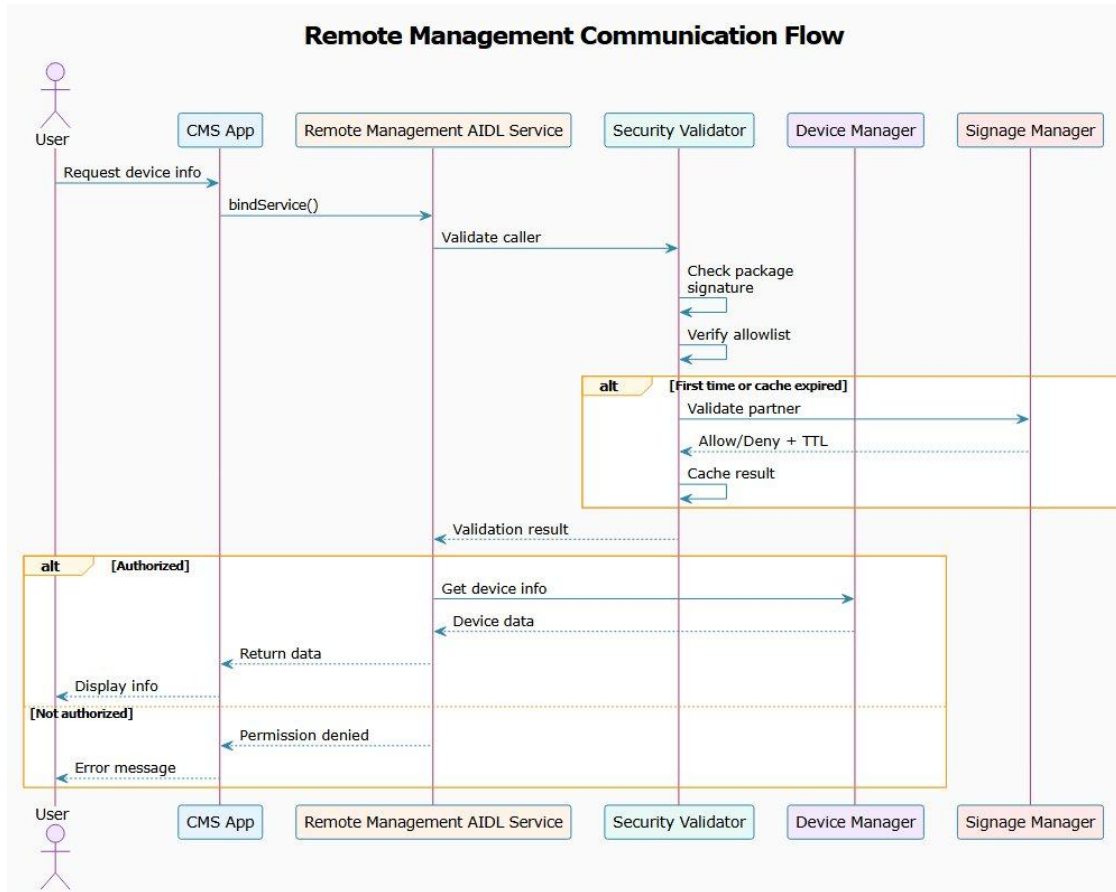 Remote Management Communication Flow
User
CMS App
Remote Management AIDL Service
Security Validator
Device Manager
Signage Manager
Request device info
bindService()
Validate caller
Check package
signature
Verify allowlist
alt
[First time or cache expired]
Validate partner
Allow/Deny + TTL
Cache result
Validation result
alt
[Authorized]
Get device info
Device data
Return data
Display info
[Not authorized]
Permission denied
Error message
User
CMS App
Remote Management AIDL Service
Security Validator
Device Manager
Signage Manager